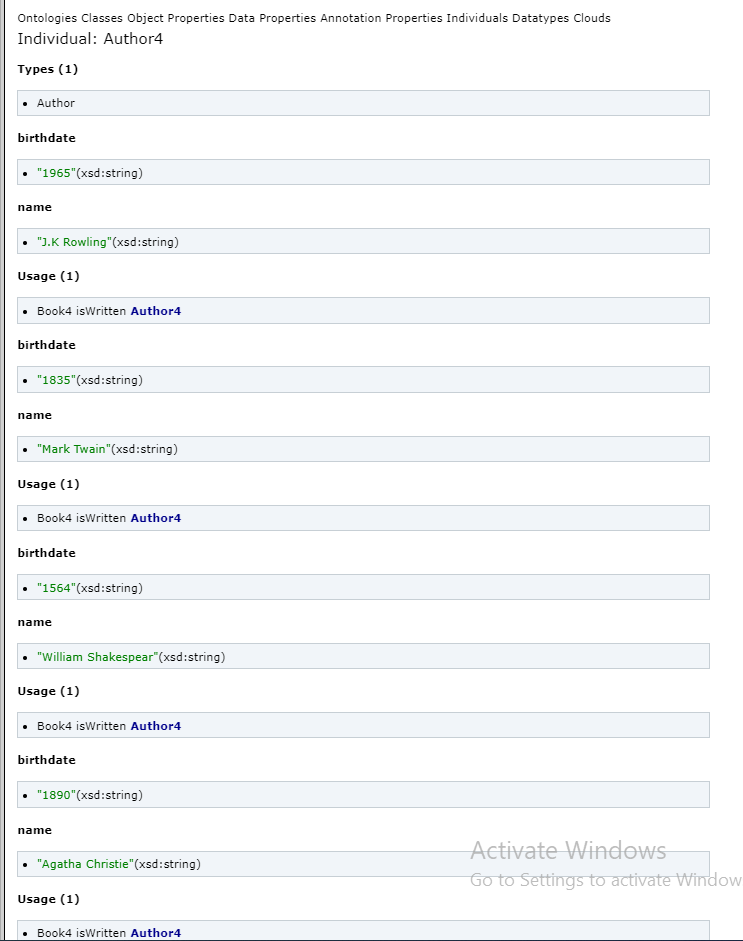 Ontologies Classes Object Properties Data Properties Annotation Properties Individuals Datatypes Clouds
Individual: Author4
Types (1)
Author
birthdate
"1965"(xsd:string)
name
"J.K Rowling"(xsd:string)
Usage (1)
Book4 isWritten Author4
birthdate
"1835"(xsd:string)
name
"Mark Twain"(xsd:string)
Usage (1)
Book4 isWritten Author4
birthdate
"1564"(xsd:string)
name
"William Shakespear"(xsd:string)
Usage (1)
Book4 isWritten Author4
birthdate
"1890"(xsd:string)
name
"Agatha Christie"(xsd:string)
Usage (1)
Book4 isWritten Author4
Activate Windows
Go to Settings to activate Window